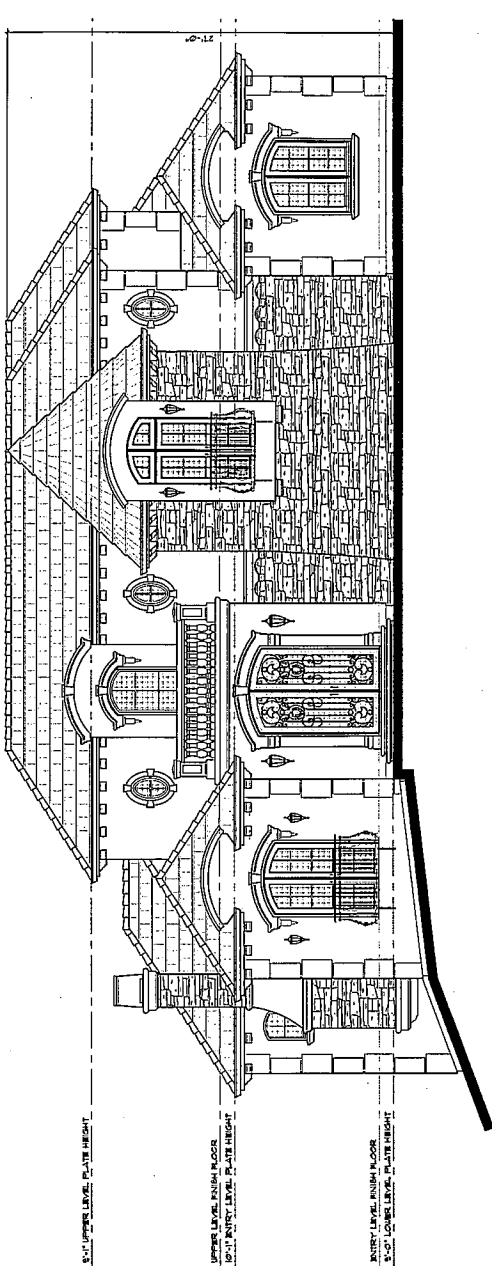 27'-0"
8'-1" UPPER LEVEL PLATE HEIGHT
UPPER LEVEL FINISH FLOOR
10'-1" ENTRY LEVEL PLATE HEIGHT
ENTRY LEVEL FINISH FLOOR
9'-0" LOWER LEVEL PLATE HEIGHT